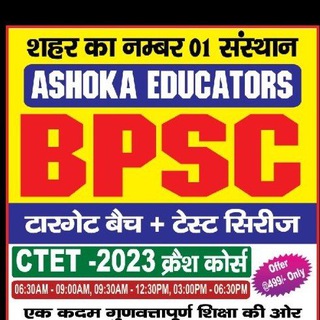 शहर का नम्बर 01 संस्थान
ASHOKA EDUCATORS
BPSC
टारगेट बैच + टेस्ट सिरीज
CTET -2023 क्रैश कोर्स
Offer
@499/- Only
06:30AM - 09:00AM, 09:30AM - 12:30PM, 03:00PM - 06:30PM
एक कदम गुणवत्तापूर्ण शिक्षा की ओर